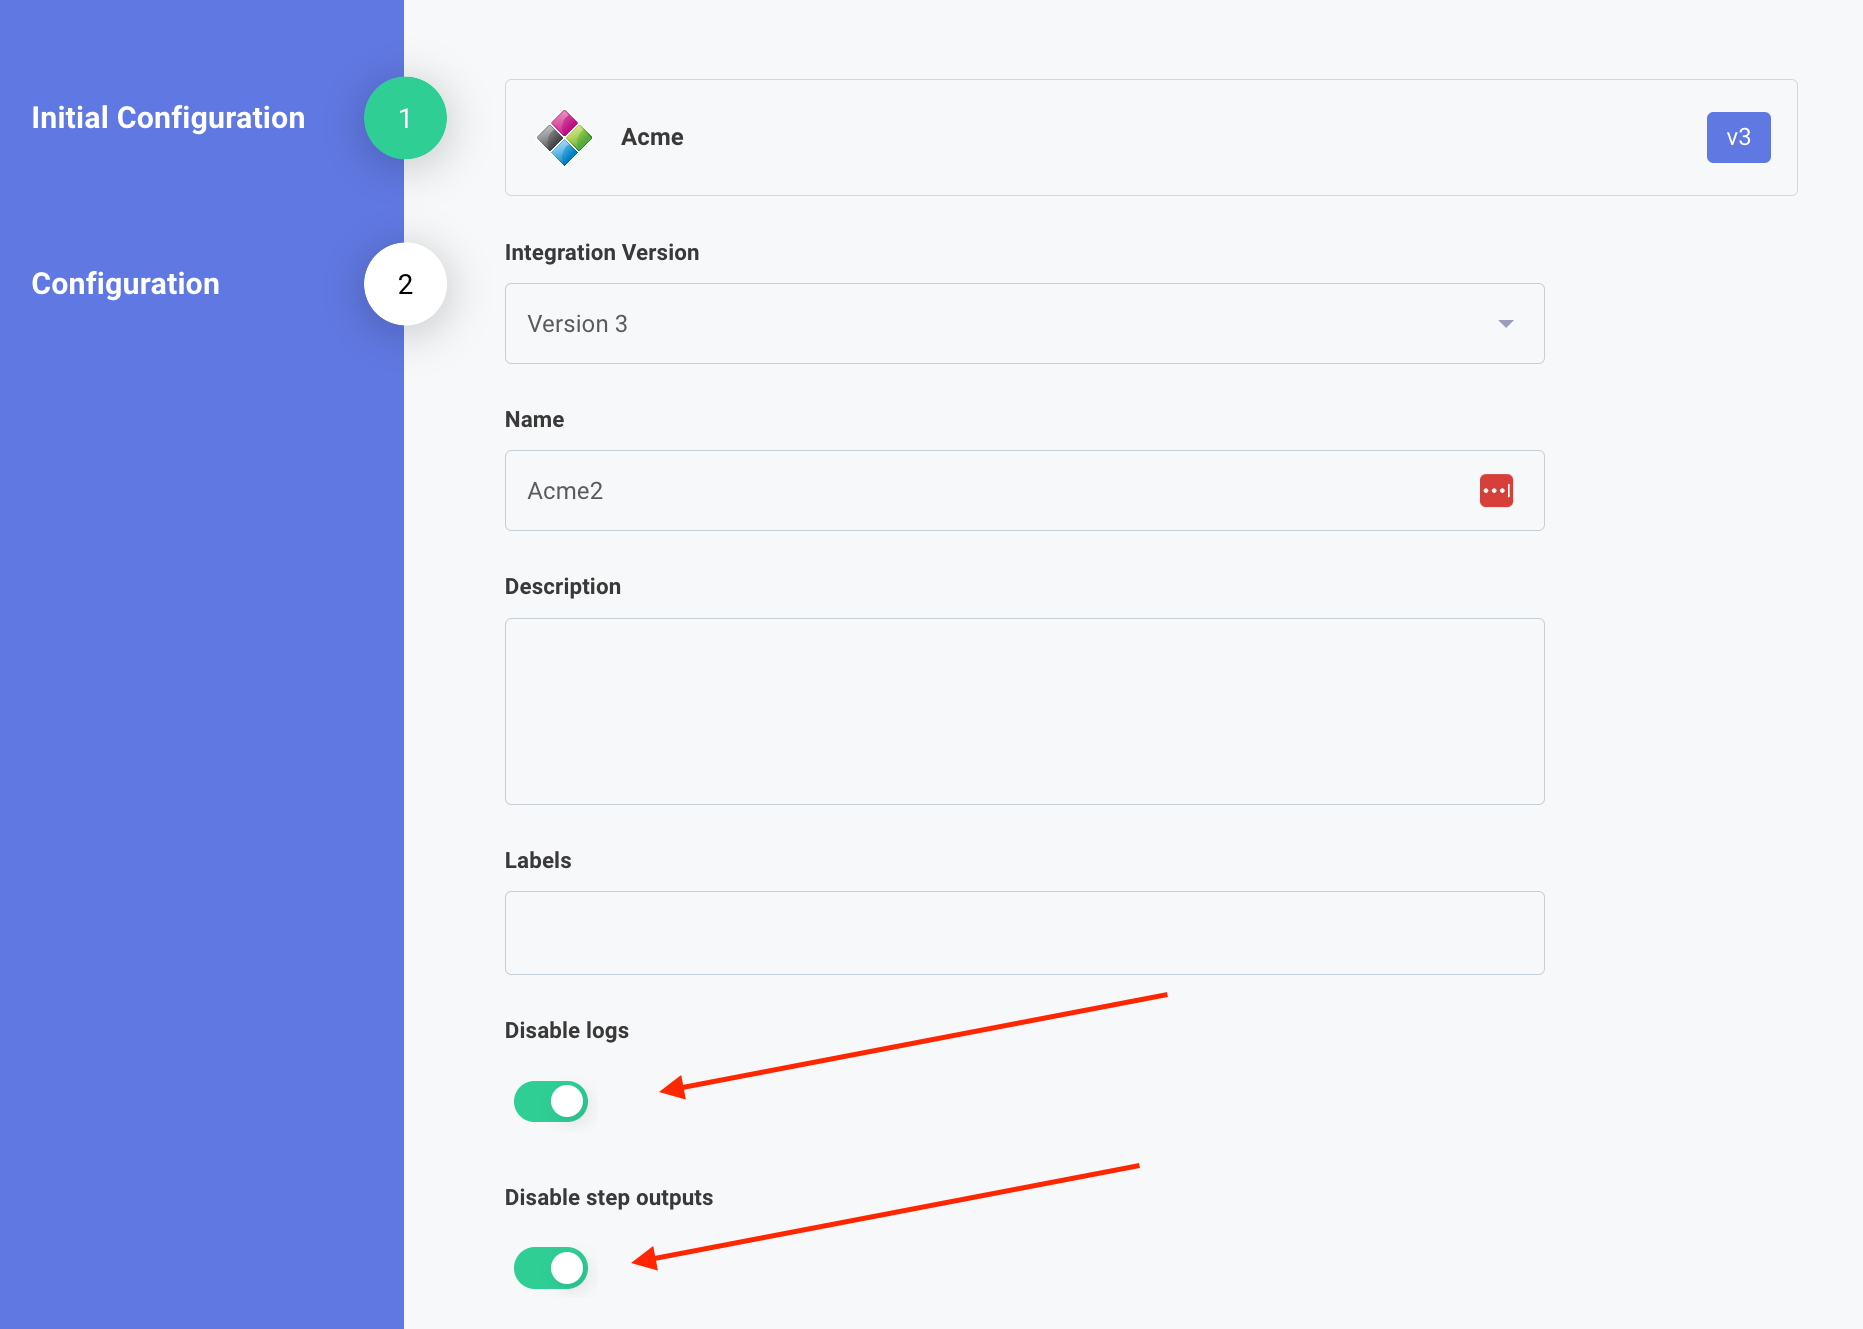 Initial Configuration
1
Configuration
2
Acme
v3
Integration Version
Version 3
Name
Acme2
Description
Labels
Disable logs
Disable step outputs